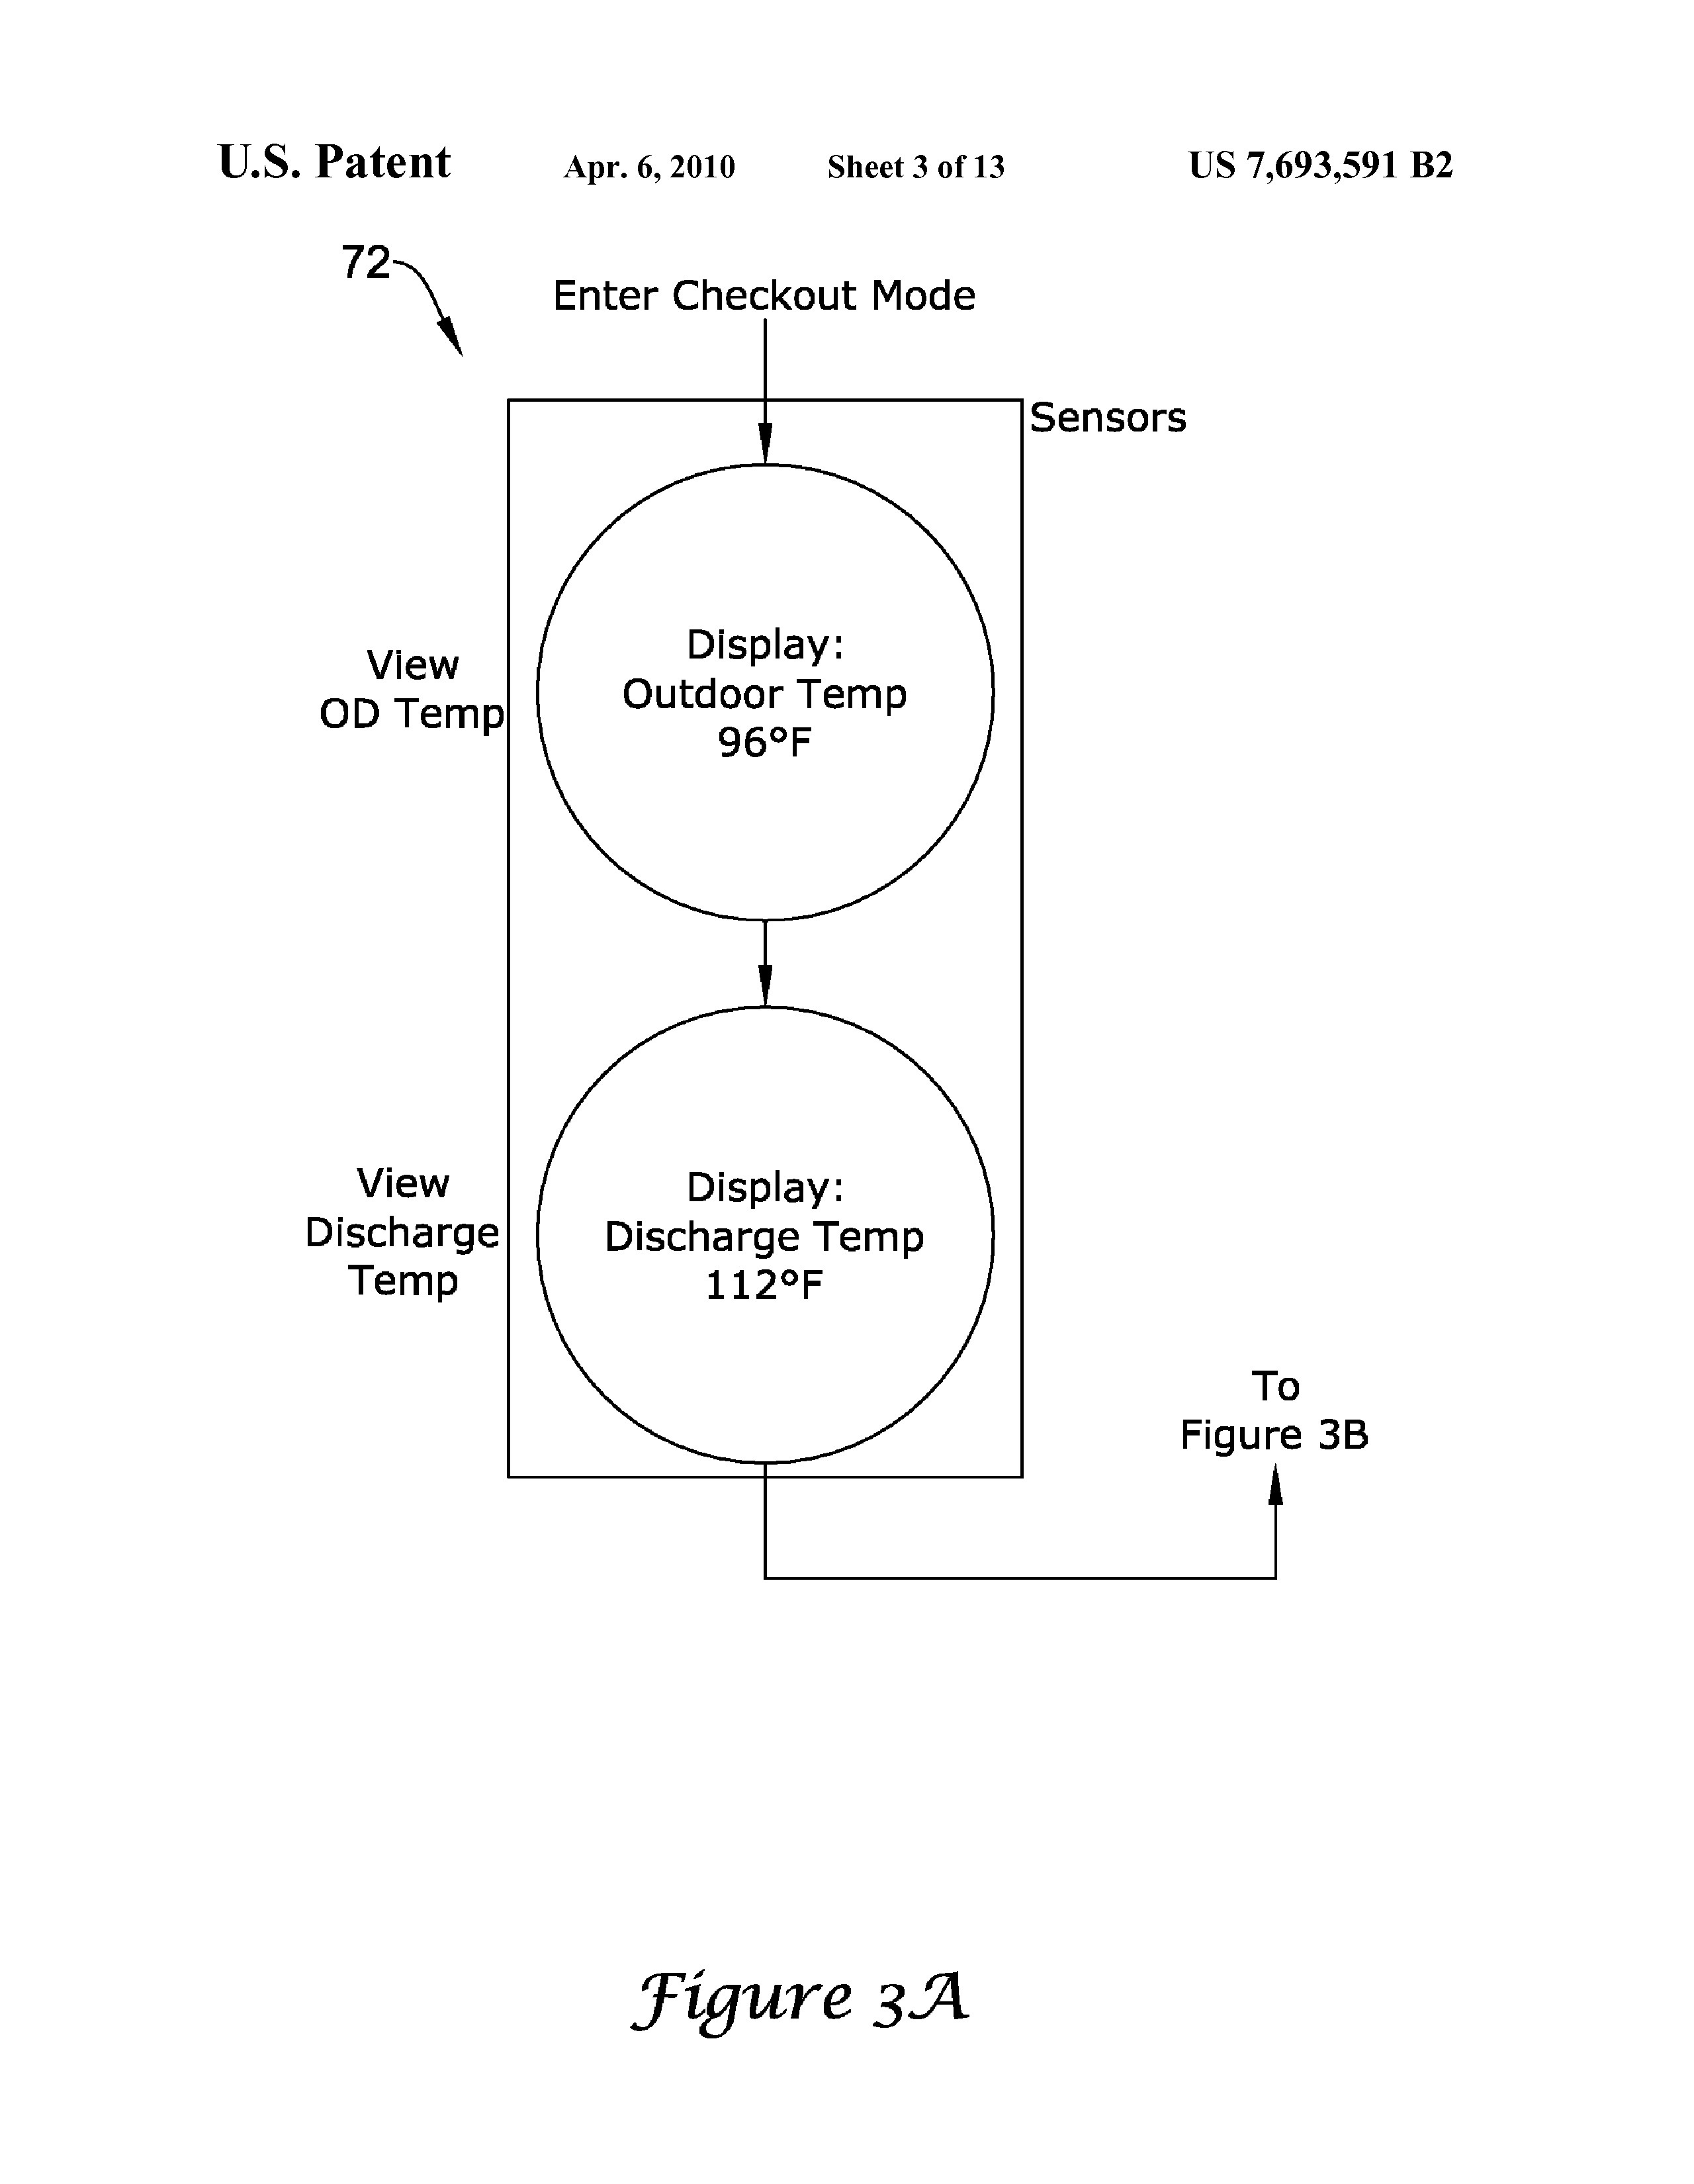 U.S. Patent Apr. 6, 2010 Sheet 3 of 13 US 7,693,591 B2
72
Enter Checkout Mode
Sensors
View
OD Temp
Display:
Outdoor Temp
96°F
View
Discharge
Temp
Display:
Discharge Temp
112°F
To
Figure 3B
Figure 3A